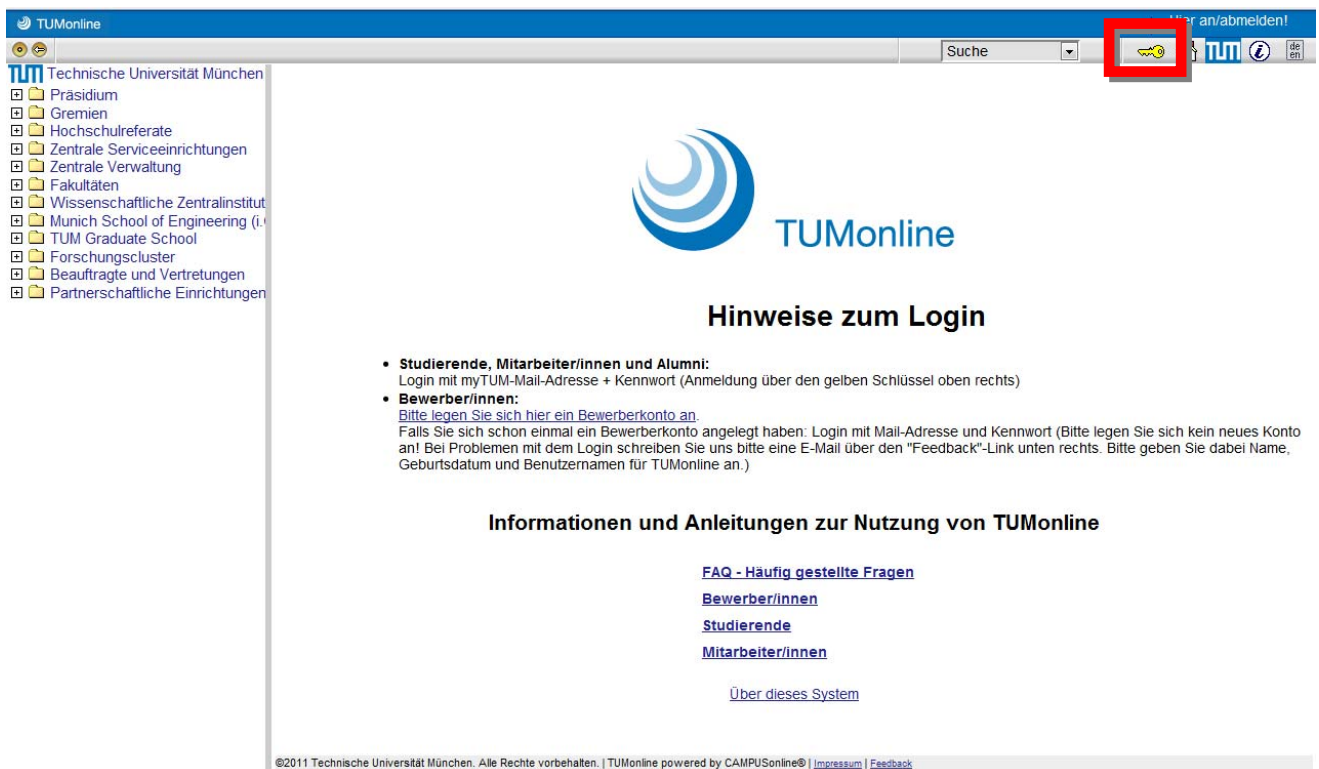 TUMonline
Hier an/abmelden!
Suche
TUM
de
en
TUM Technische Universität München
Präsidium
Gremien
Hochschulreferate
Zentrale Serviceeinrichtungen
Zentrale Verwaltung
Fakultäten
Wissenschaftliche Zentralinstitut
Munich School of Engineering (i.
TUM Graduate School
Forschungscluster
Beauftragte und Vertretungen
Partnerschaftliche Einrichtungen
TUMonline
Hinweise zum Login
• Studierende, Mitarbeiter/innen und Alumni:
Login mit myTUM-Mail-Adresse + Kennwort (Anmeldung über den gelben Schlüssel oben rechts)
• Bewerber/innen:
Bitte legen Sie sich hier ein Bewerberkonto an.
Falls Sie sich schon einmal ein Bewerberkonto angelegt haben: Login mit Mail-Adresse und Kennwort (Bitte legen Sie sich kein neues Konto
an! Bei Problemen mit dem Login schreiben Sie uns bitte eine E-Mail über den "Feedback"-Link unten rechts. Bitte geben Sie dabei Name,
Geburtsdatum und Benutzernamen für TUMonline an.)
Informationen und Anleitungen zur Nutzung von TUMonline
FAQ - Häufig gestellte Fragen
Bewerber/innen
Studierende
Mitarbeiter/innen
Über dieses System
©2011 Technische Universität München. Alle Rechte vorbehalten. | TUMonline powered by CAMPUSonline® | Impressum | Feedback